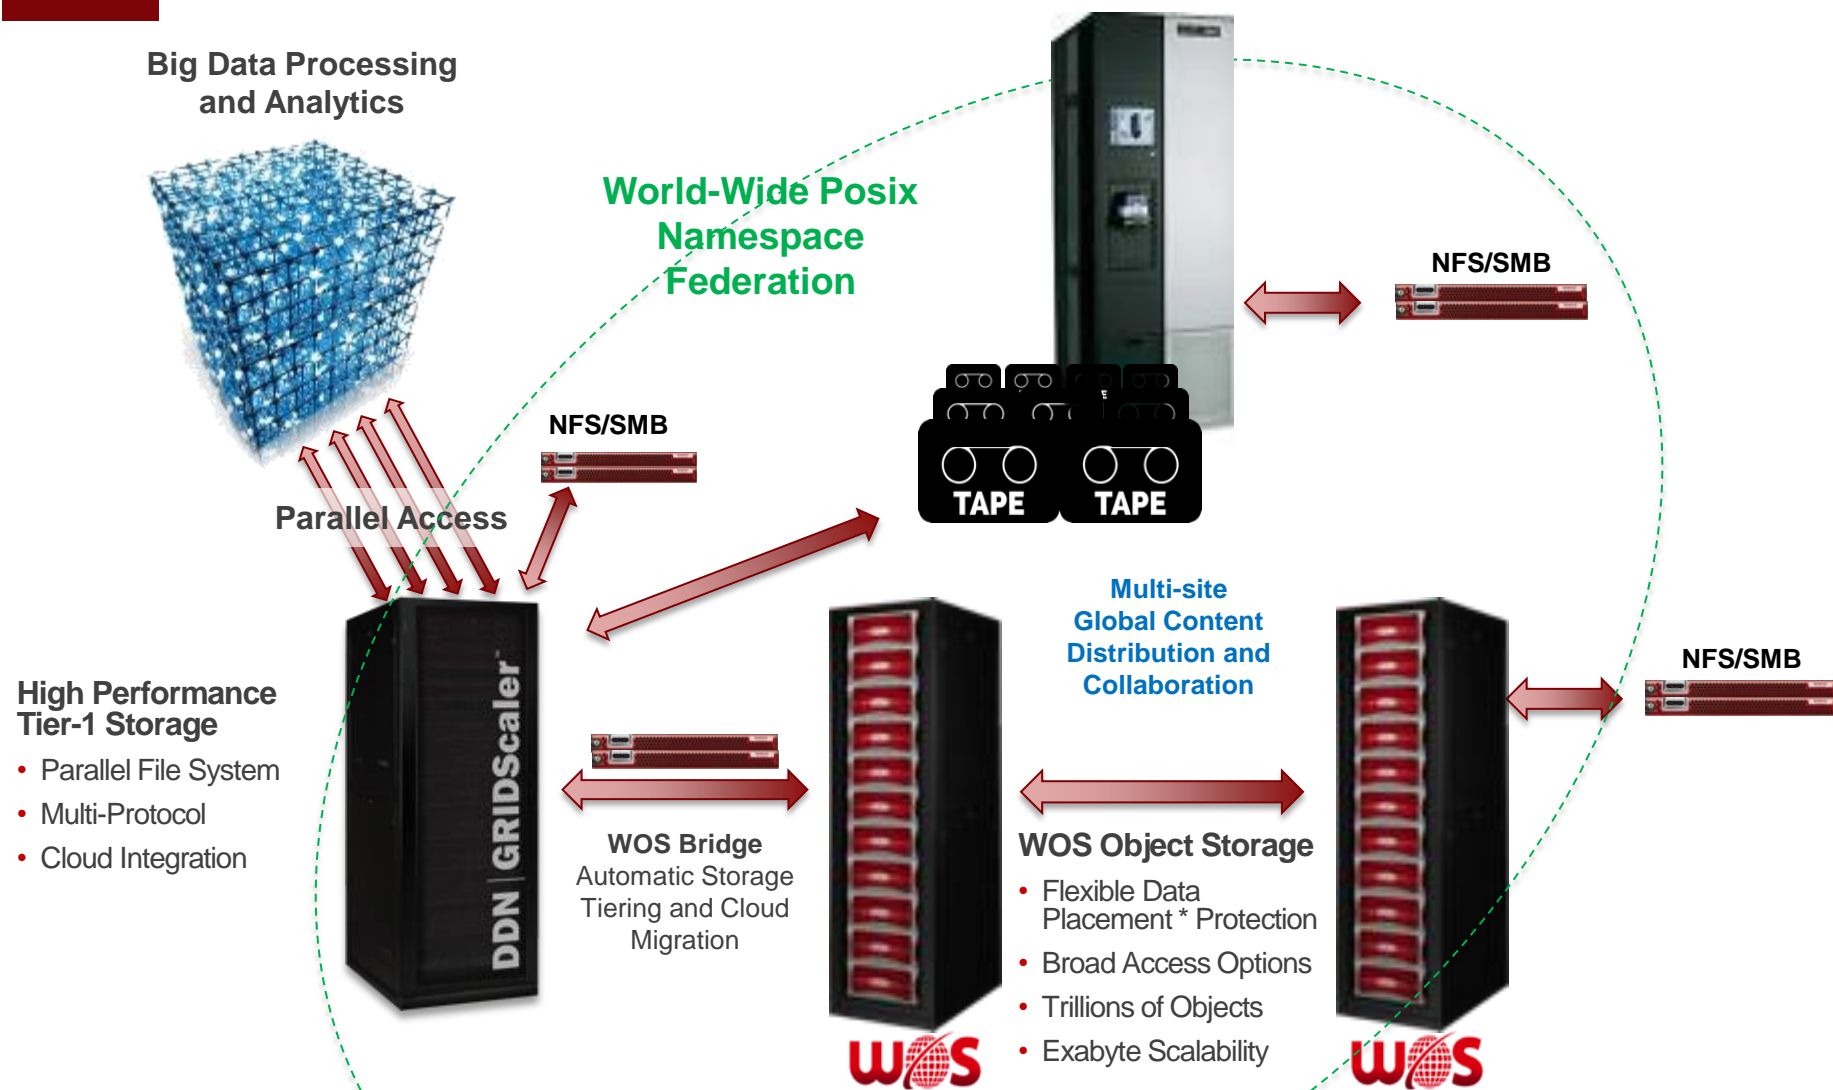 Big Data Processing
and Analytics
World-Wide Posix
Namespace
Federation
NFS/SMB
NFS/SMB
Parallel Access
TAPE
TAPE
Multi-site
Global Content
Distribution and
Collaboration
NFS/SMB
High Performance
Tier-1 Storage
• Parallel File System
• Multi-Protocol
• Cloud Integration
DDN | GRIDScaler™
WOS Bridge
Automatic Storage
Tiering and Cloud
Migration
WOS Object Storage
• Flexible Data
Placement * Protection
• Broad Access Options
• Trillions of Objects
• Exabyte Scalability
WOS
WOS